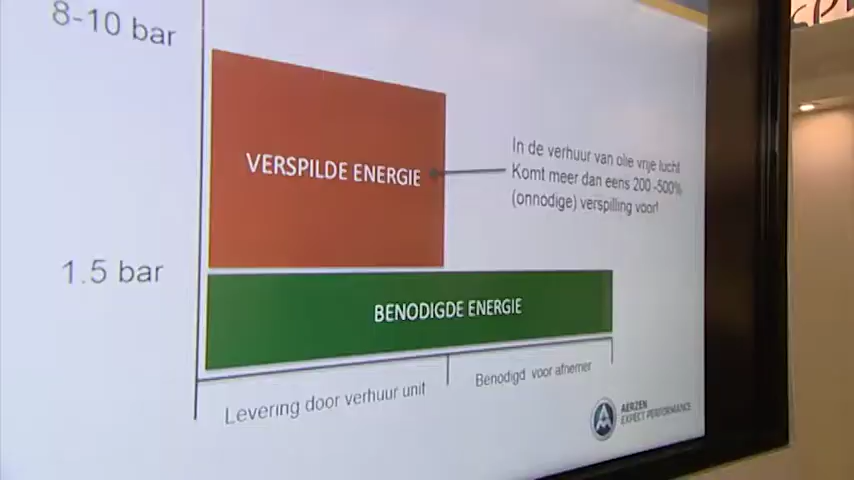 8-10 bar
VERSPILDE ENERGIE
In de verhuur van olie vrije lucht
Komt meer dan eens 200 -500%
(onnodige) verspilling voor!
1.5 bar
BENODIGDE ENERGIE
Levering door verhuur unit
Benodigd voor afnemer
AERZEN
EXPECT PERFORMANCE